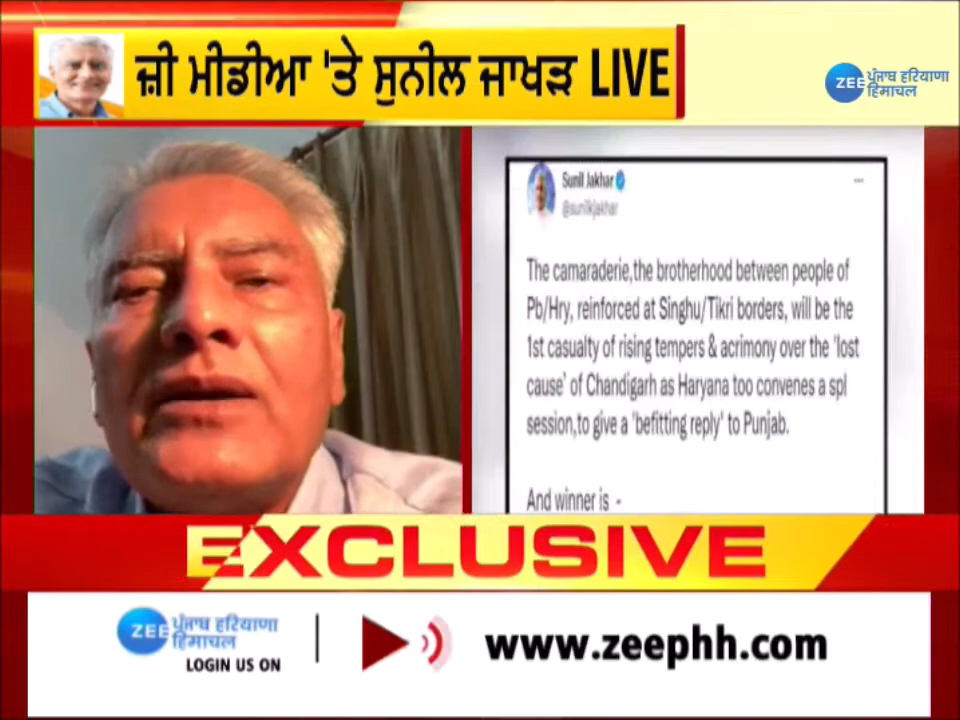 ਜ਼ੀ ਮੀਡੀਆ 'ਤੇ ਸੁਨੀਲ ਜਾਖੜ LIVE
ZEE ਪੰਜਾਬ ਹਰਿਆਣਾ
ਹਿਮਾਚਲ
Sunil Jakhar
@sunilkjakhar
The camaraderie,the brotherhood between people of
Pb/Hry, reinforced at Singhu/Tikri borders, will be the
1st casualty of rising tempers & acrimony over the 'lost
cause' of Chandigarh as Haryana too convenes a spl
session,to give a 'befitting reply' to Punjab.
And winner is -
EXCLUSIVE
ZEE ਪੰਜਾਬ ਹਰਿਆਣਾ
ਹਿਮਾਚਲ
LOGIN US ON
www.zeephh.com